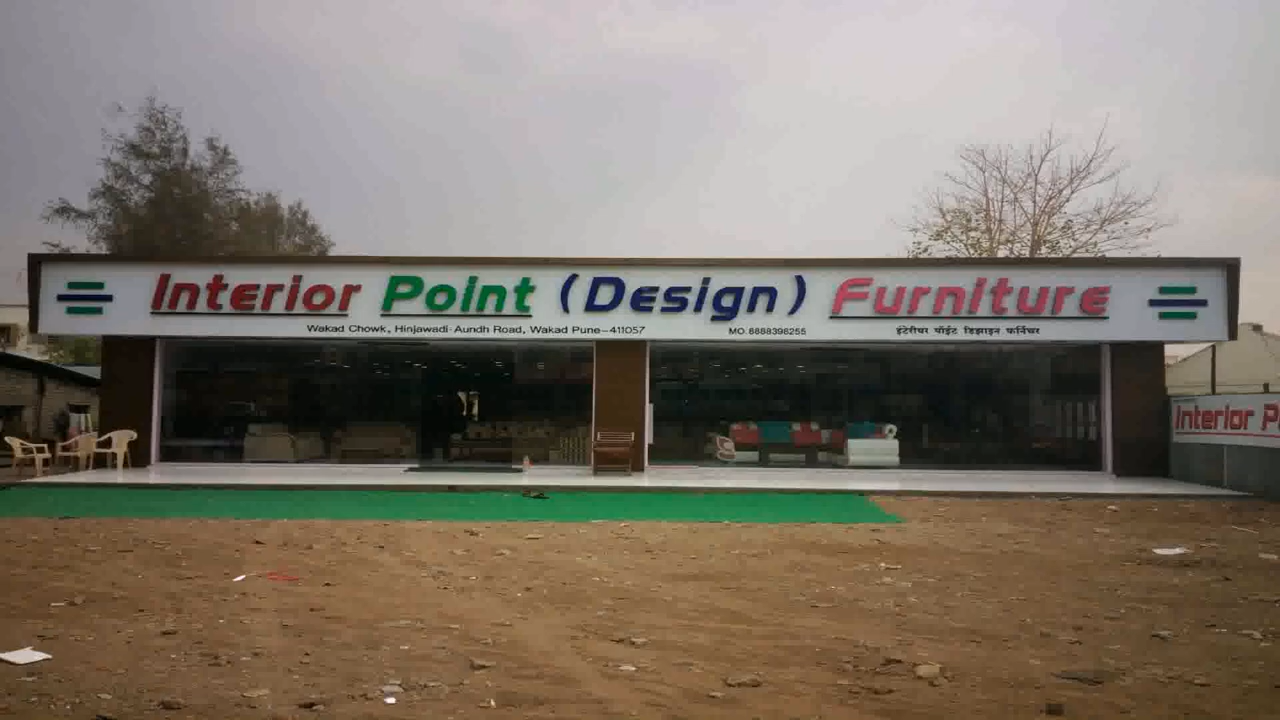 Interior Point (Design) Furniture
Wakad Chowk, Hinjawadi-Aundh Road, Wakad Pune-411057
MO.8888398255
इंटेरीयर पॉईंट डिझाइन फर्निचर
Interior P